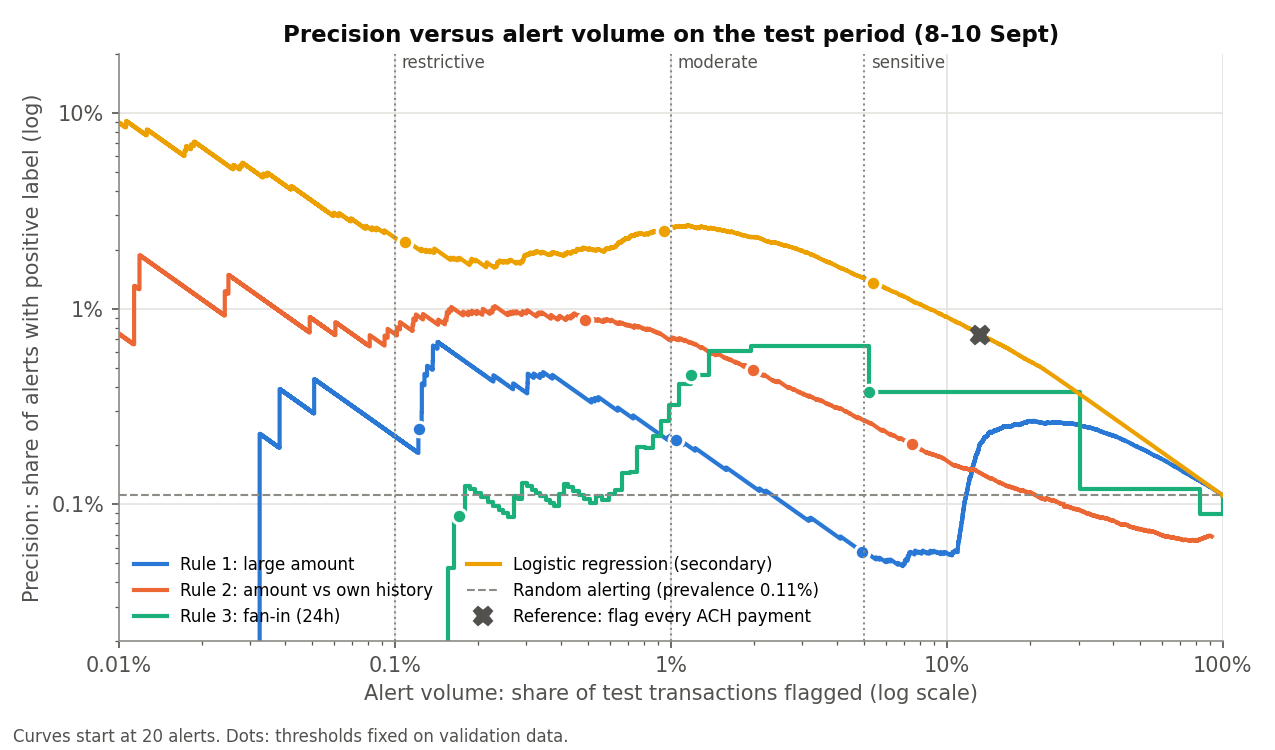 Precision versus alert volume on the test period (8-10 Sept)
restrictive
moderate
sensitive
Precision: share of alerts with positive label (log)
10%
1%
0.1%
Rule 1: large amount
Rule 2: amount vs own history
Rule 3: fan-in (24h)
Logistic regression (secondary)
Random alerting (prevalence 0.11%)
Reference: flag every ACH payment
0.01%
0.1%
1%
10%
100%
Alert volume: share of test transactions flagged (log scale)
Curves start at 20 alerts. Dots: thresholds fixed on validation data.